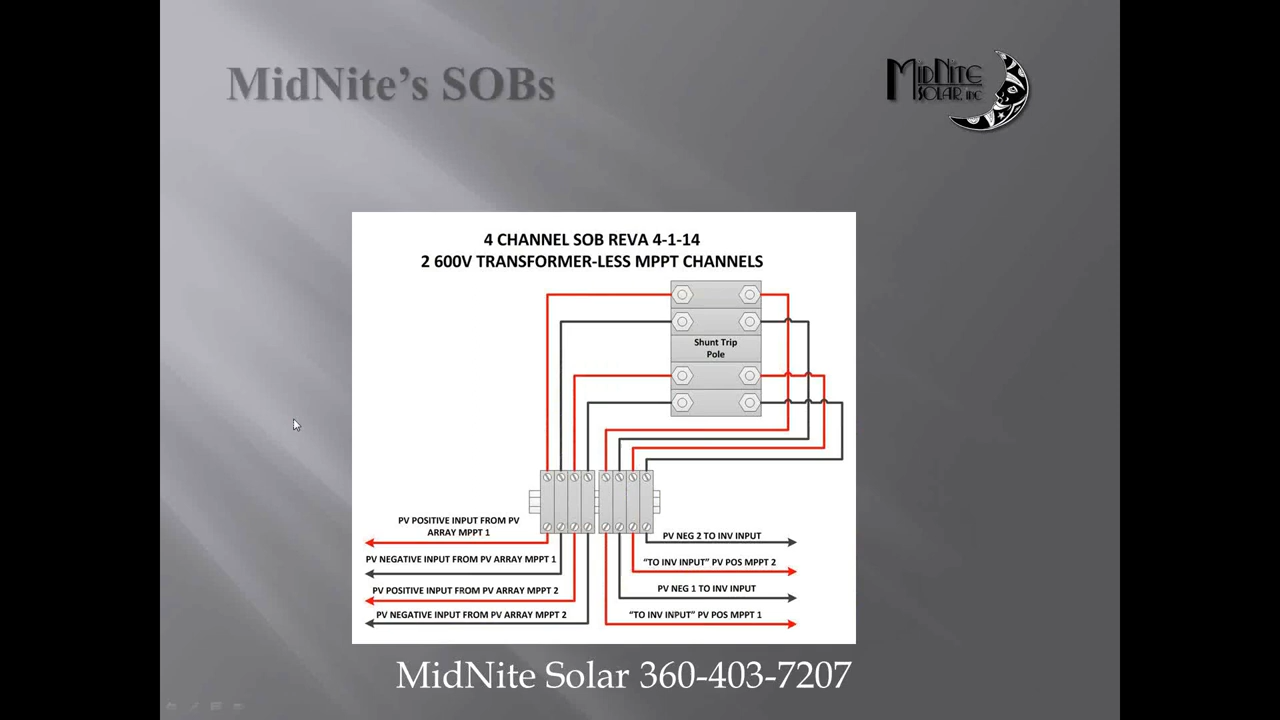 MidNite's SOBs
MIDNITE
SOLAR, INC
4 CHANNEL SOB REVA 4-1-14
2 600V TRANSFORMER-LESS MPPT CHANNELS
Shunt Trip
Pole
PV POSITIVE INPUT FROM PV
ARRAY MPPT 1
PV NEGATIVE INPUT FROM PV ARRAY MPPT 1
PV POSITIVE INPUT FROM PV ARRAY MPPT 2
PV NEGATIVE INPUT FROM PV ARRAY MPPT 2
PV NEG 2 TO INV INPUT
“TO INV INPUT” PV POS MPPT 2
PV NEG 1 TO INV INPUT
“TO INV INPUT” PV POS MPPT 1
MidNite Solar 360-403-7207